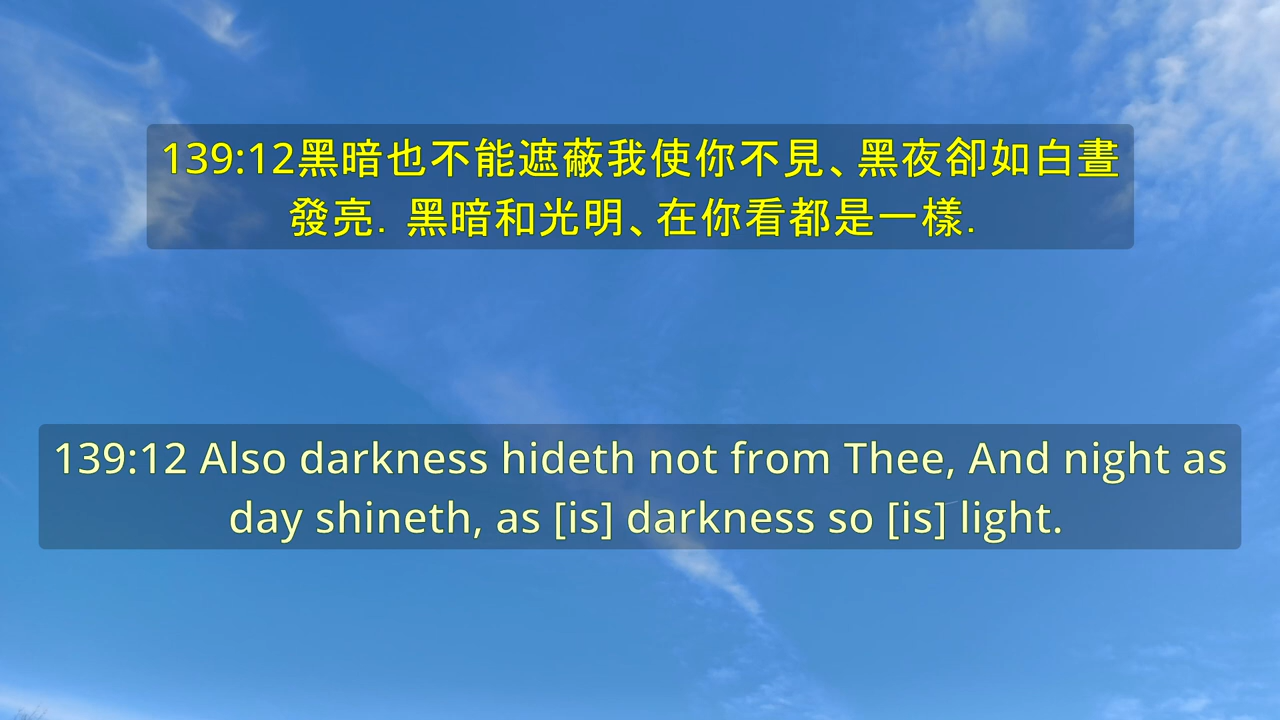 139:12黑暗也不能遮蔽我使你不見、黑夜卻如白晝
發亮．黑暗和光明、在你看都是一樣．
139:12 Also darkness hideth not from Thee, And night as
day shineth, as [is] darkness so [is] light.